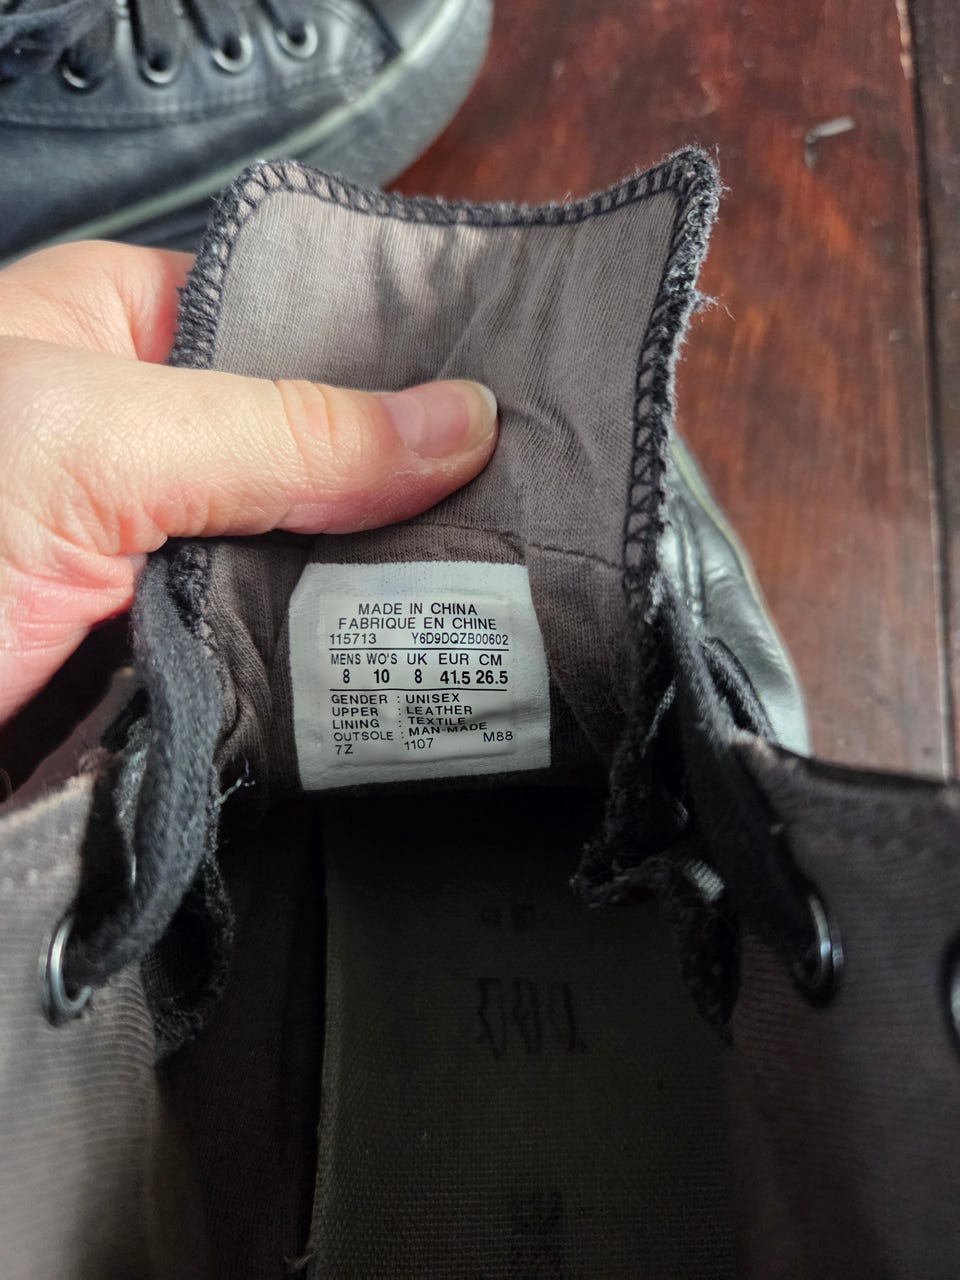 MADE IN CHINA
FABRIQUE EN CHINE
115713 Y6D9DQZB00602
MENS WO'S UK EUR CM
8 10 8 41.5 26.5
GENDER : UNISEX
UPPER : LEATHER
LINING : TEXTILE
OUTSOLE : MAN-MADE
7Z 1107 M88